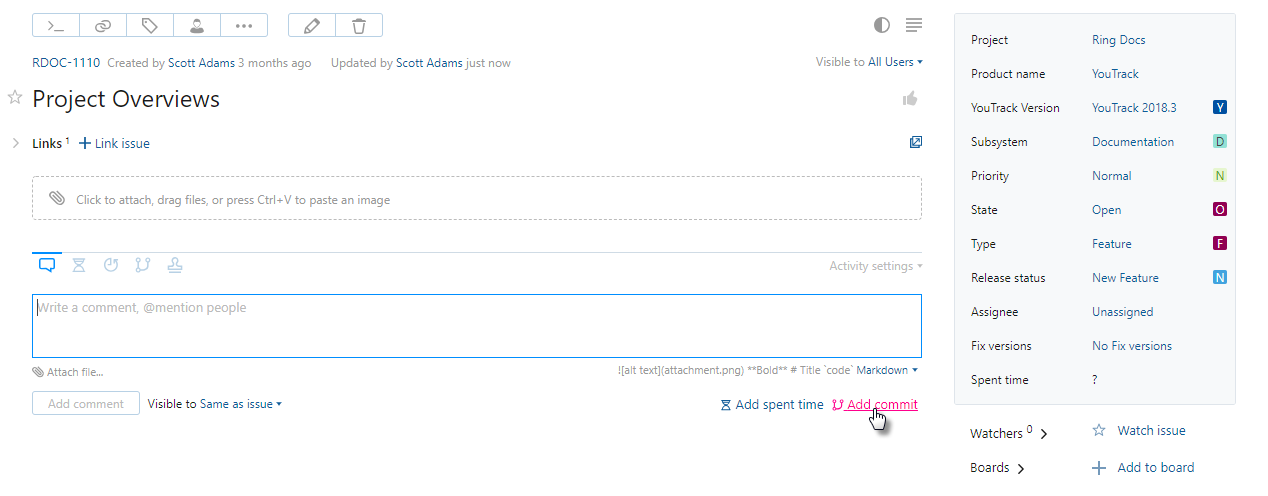 RDOC-1110 Created by Scott Adams 3 months ago Updated by Scott Adams just now Visible to All Users
Project Overviews
Links 1 Link issue
Click to attach, drag files, or press Ctrl+V to paste an image
Activity settings
Write a comment, @mention people
Attach file... ![alt text](attachment.png) **Bold** # Title `code` Markdown
Add comment Visible to Same as issue Add spent time Add commit
Project Ring Docs
Product name YouTrack
YouTrack Version YouTrack 2018.3 Y
Subsystem Documentation D
Priority Normal N
State Open O
Type Feature F
Release status New Feature N
Assignee Unassigned
Fix versions No Fix versions
Spent time ?
Watchers 0 Watch issue
Boards Add to board